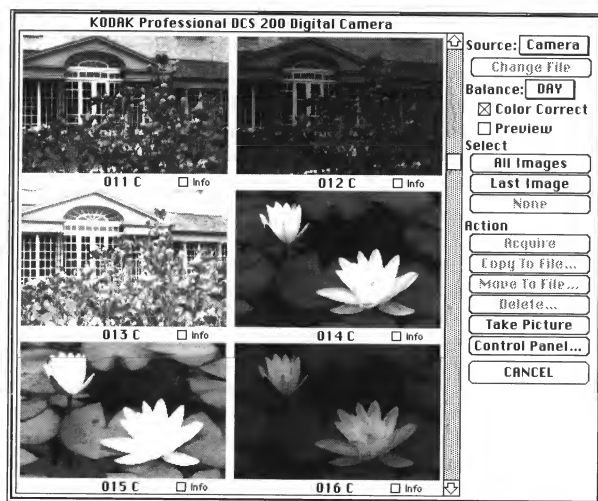 KODAK Professional DCS 200 Digital Camera
011 C Info
012 C Info
013 C Info
014 C Info
015 C Info
016 C Info
Source: Camera
Change File
Balance: DAY
Color Correct
Preview
Select
All Images
Last Image
None
Action
Acquire
Copy To File...
Move To File...
Delete...
Take Picture
Control Panel...
CANCEL